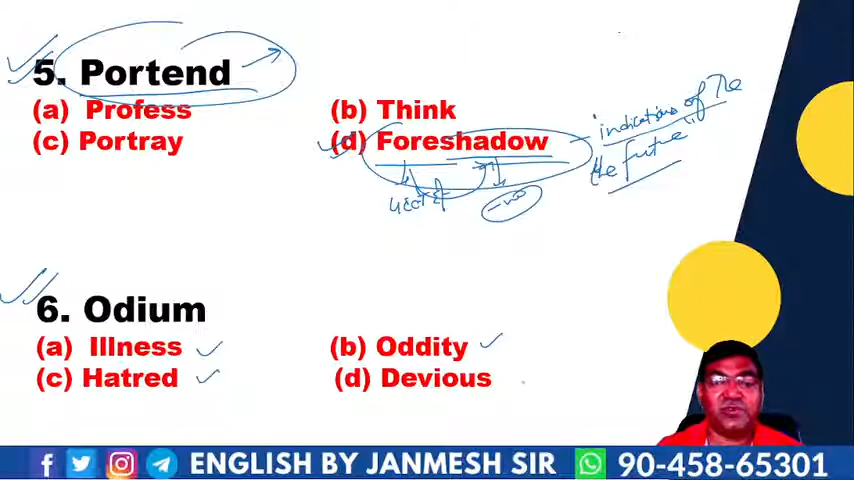 5. Portend
(a) Profess
(b) Think
(c) Portray
(d) Foreshadow
indications of the
the future"
6. Odium
(a) Illness
(b) Oddity
(c) Hatred
(d) Devious
ENGLISH BY JANMESH SIR
90-458-65301